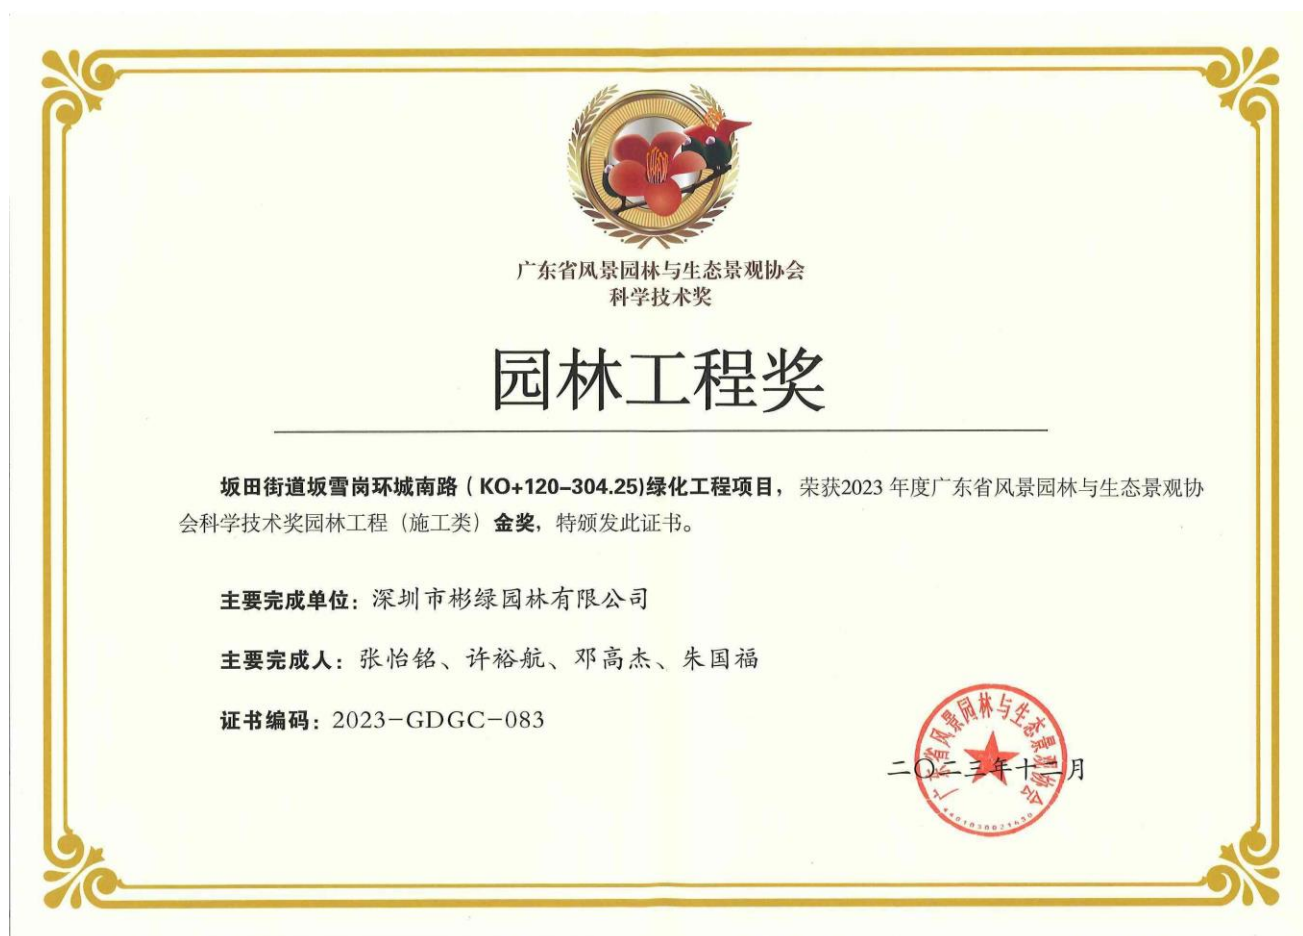 广东省风景园林与生态景观协会
科学技术奖
园林工程奖
坂田街道坂雪岗环城南路（KO+120-304.25)绿化工程项目，荣获2023 年度广东省风景园林与生态景观协
会科学技术奖园林工程（施工类）金奖，特颁发此证书。
主要完成单位：深圳市彬绿园林有限公司
主要完成人：张怡铭、许裕航、邓高杰、朱国福
证书编码：2023-GDGC-083
广东省风景园林与生态景观协会
二〇二三年十二月